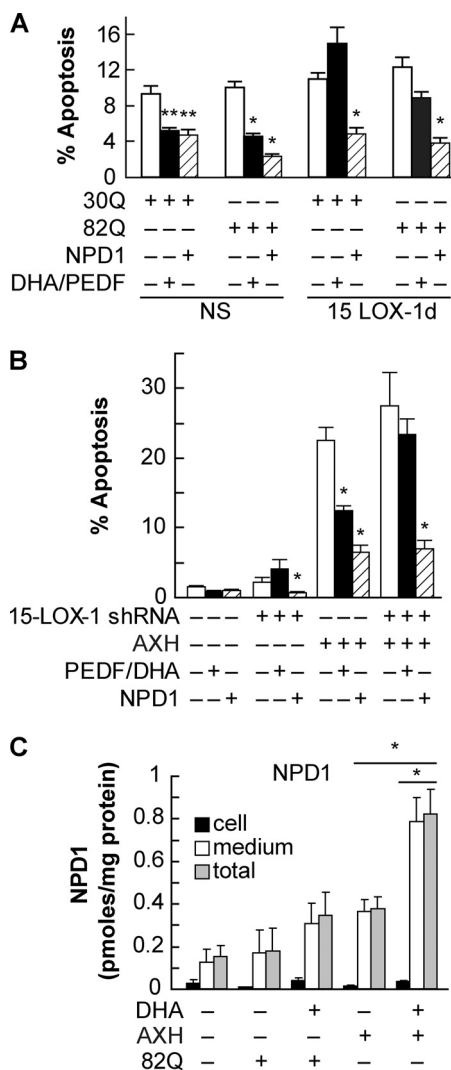 A
% Apoptosis
16
12
8
4
0
** **
* *
*
*
30Q +++ ––– +++ –––
82Q ––– +++ ––– +++
NPD1 ––+ ––+ ––+ ––+
DHA/PEDF –+– –+– –+– –+–
NS 15 LOX-1d
B
% Apoptosis
30
20
10
0
*
* *
*
15-LOX-1 shRNA ––– +++ ––– +++
AXH ––– ––– +++ +++
PEDF/DHA –+– –+– –+– –+–
NPD1 ––+ ––+ ––+ ––+
C
NPD1
*
*
NPD1
(pmoles/mg protein)
1
0.8
0.6
0.4
0.2
0
cell
medium
total
DHA – – + – +
AXH – – – + +
82Q – + + – –